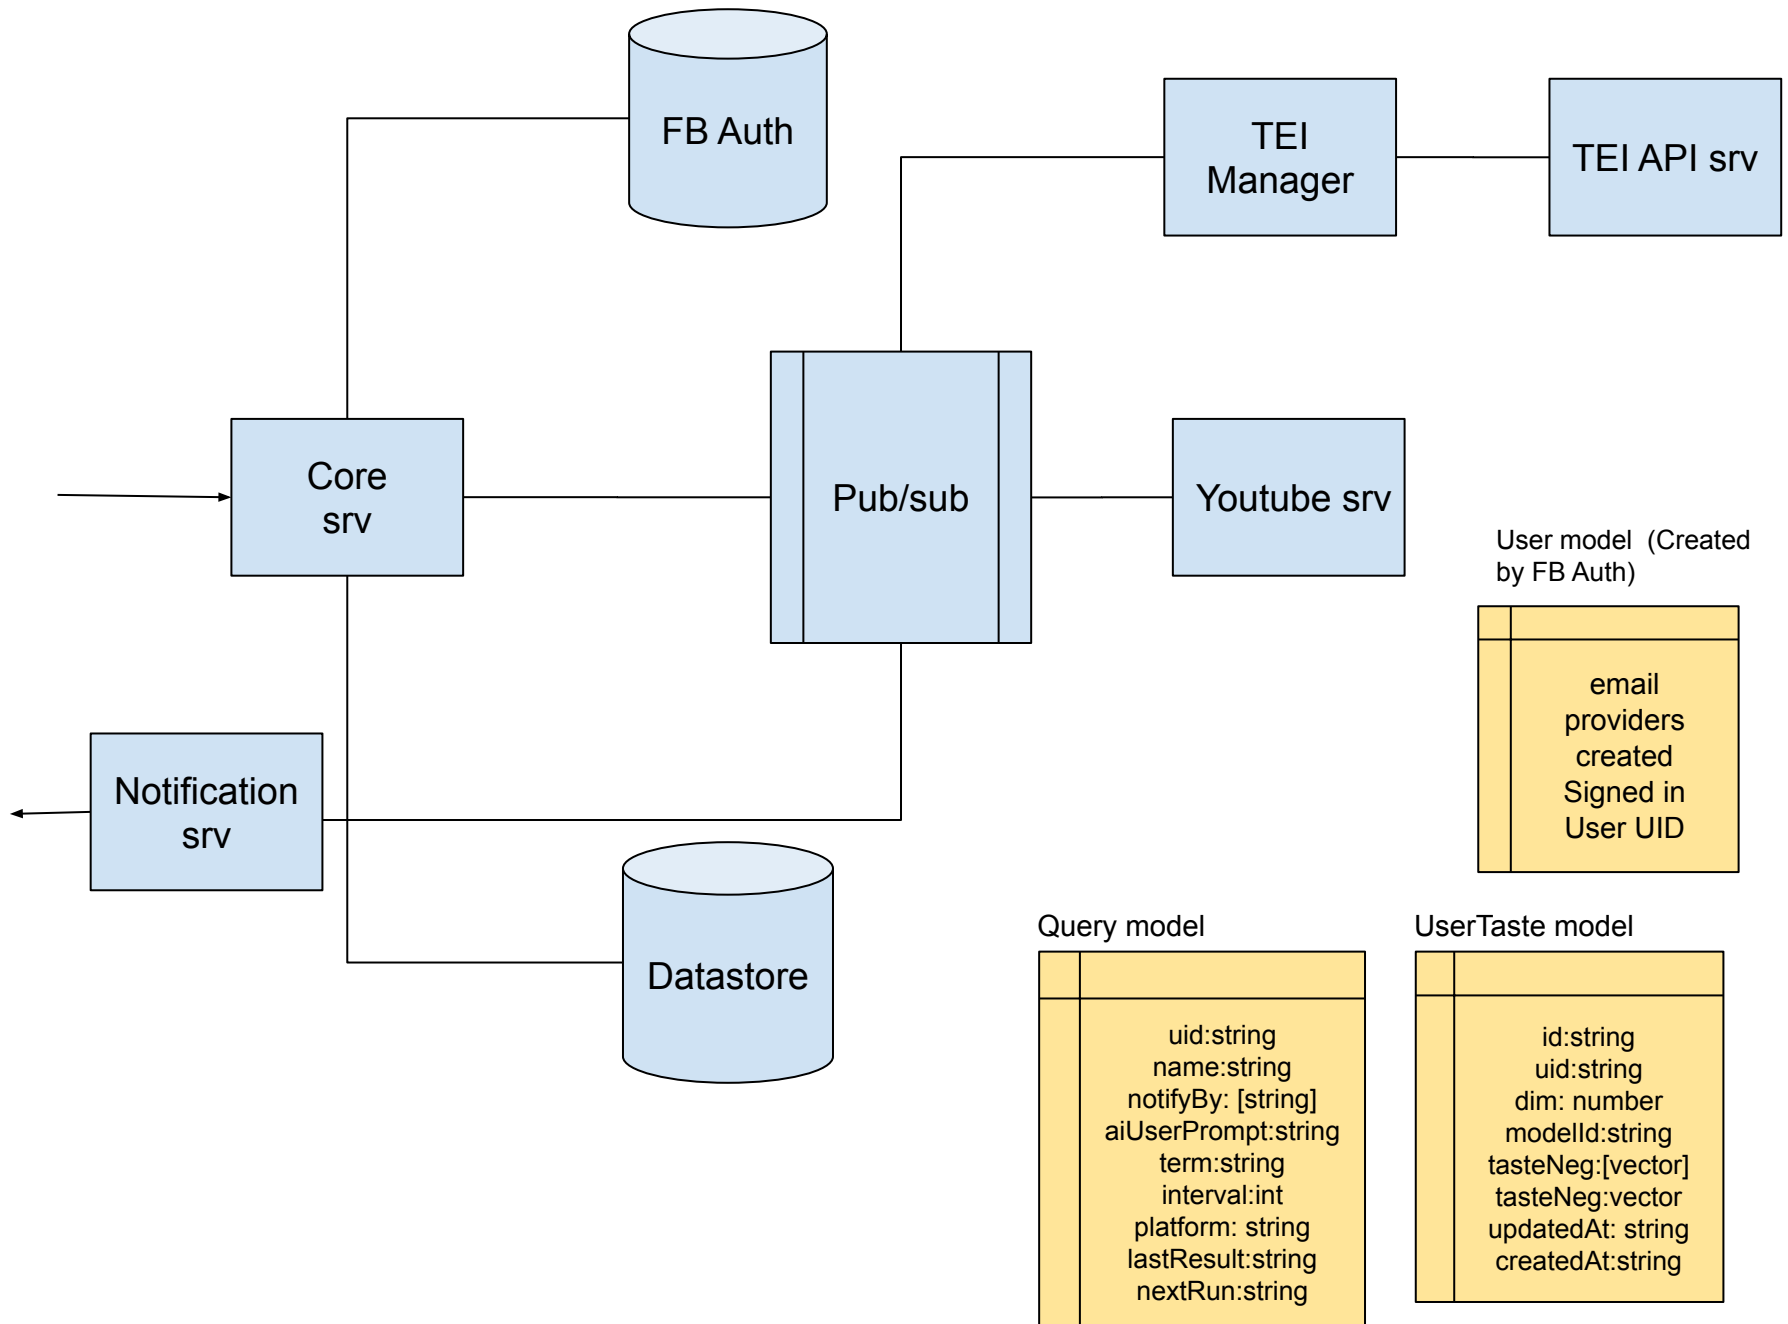 FB Auth
TEI
Manager
TEI API srv
Core
srv
Pub/sub
Youtube srv
User model  (Created
by FB Auth)
email
providers
created
Signed in
User UID
Notification
srv
Datastore
Query model
uid:string
name:string
notifyBy: [string]
aiUserPrompt:string
term:string
interval:int
platform: string
lastResult:string
nextRun:string
UserTaste model
id:string
uid:string
dim: number
modelId:string
tasteNeg:[vector]
tasteNeg:vector
updatedAt: string
createdAt:string